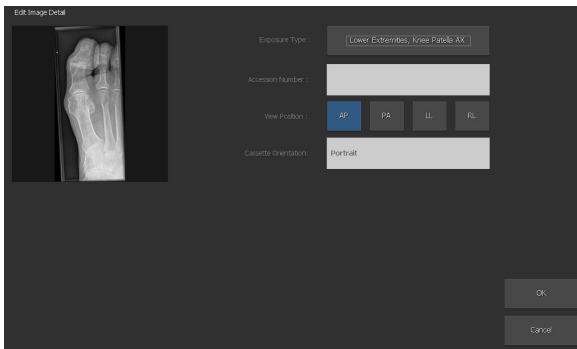 Edit Image Detail
Exposure Type :
Lower Extremities, Knee Patella AX
Accession Number :
View Position :
AP
PA
LL
RL
Cassette Orientation:
Portrait
OK
Cancel